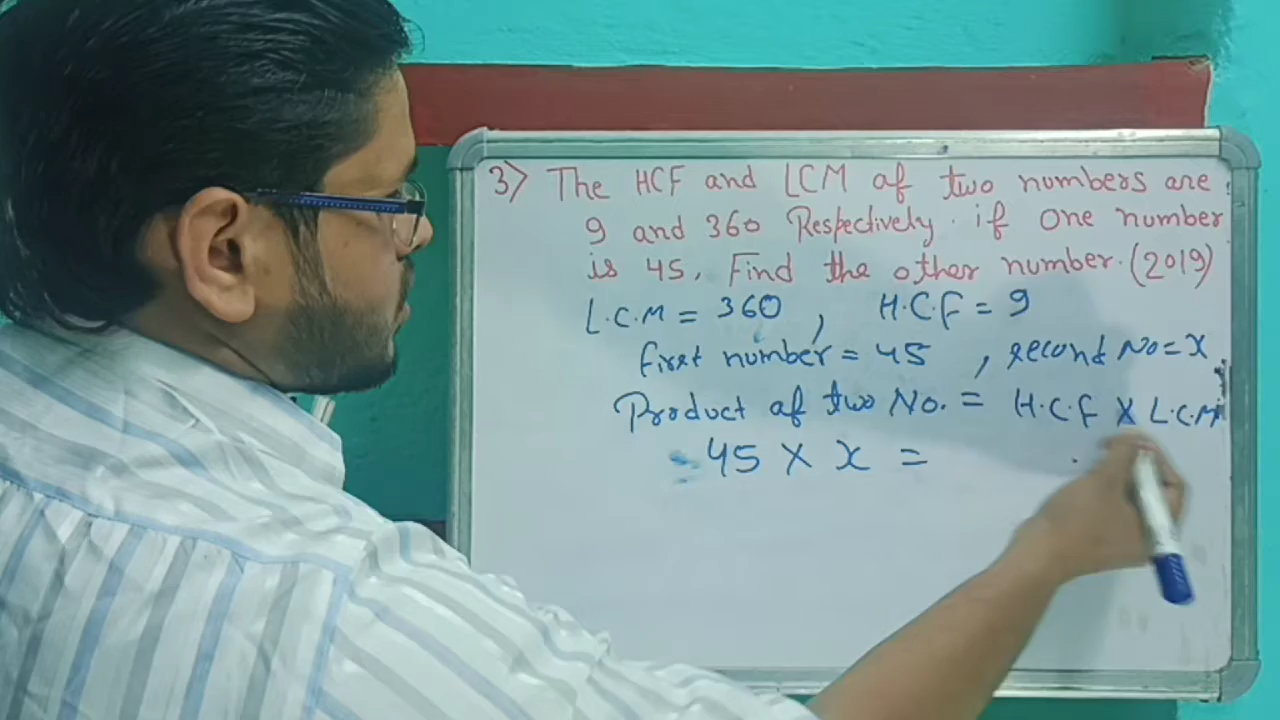 3> The HCF and LCM of two numbers are
9 and 360 Respectively. if one number
is 45, Find the other number. (2019)
L.C.M = 360 , H.C.F = 9
first number = 45 , second No = x
Product of two No. = H.C.F X L.C.M
45 X x =